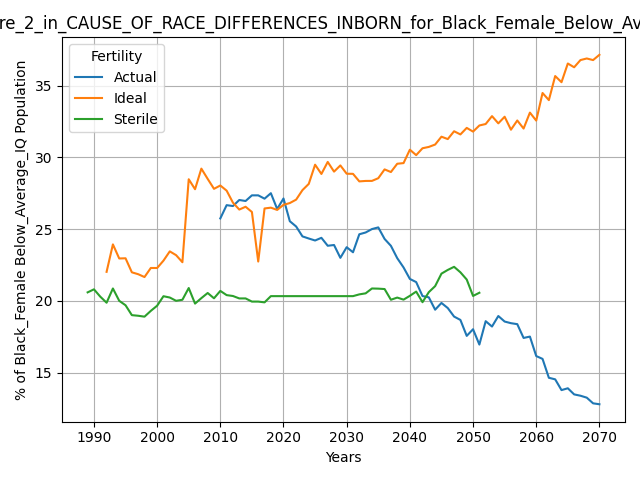 re_2_in_CAUSE_OF_RACE_DIFFERENCES_INBORN_for_Black_Female_Below_Av
Fertility
Actual
Ideal
Sterile
% of Black_Female Below_Average_IQ Population
35
30
25
20
15
1990 2000 2010 2020 2030 2040 2050 2060 2070
Years